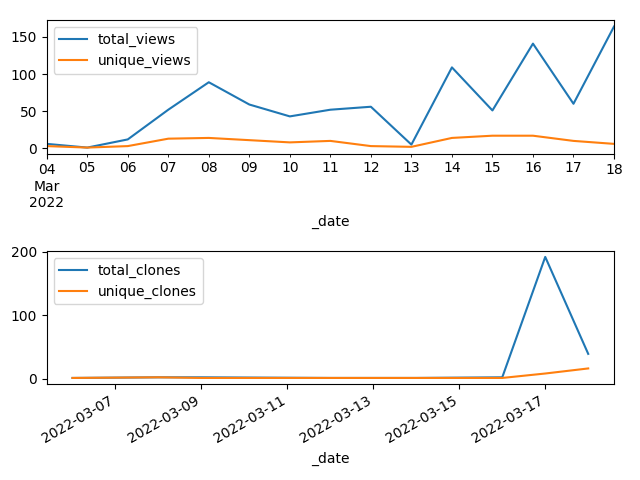 150
100
50
0
total_views
unique_views
04 05 06 07 08 09 10 11 12 13 14 15 16 17 18
Mar
2022
_date
200
100
0
total_clones
unique_clones
2022-03-07 2022-03-09 2022-03-11 2022-03-13 2022-03-15 2022-03-17
_date